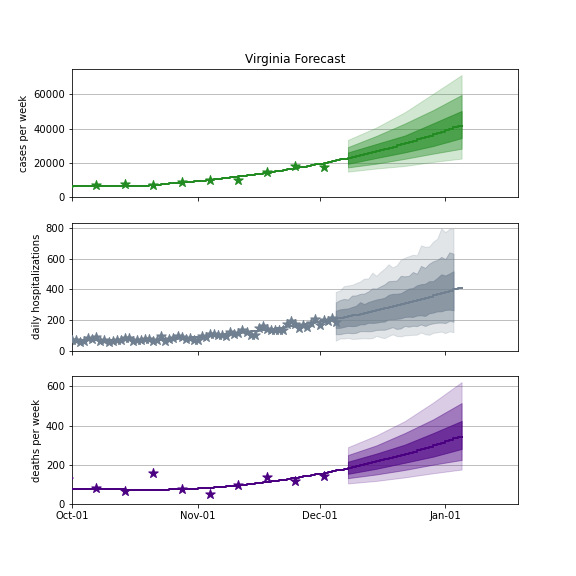 Virginia Forecast
60000
40000
20000
0
cases per week
800
600
400
200
0
daily hospitalizations
600
400
200
0
deaths per week
Oct-01 Nov-01 Dec-01 Jan-01